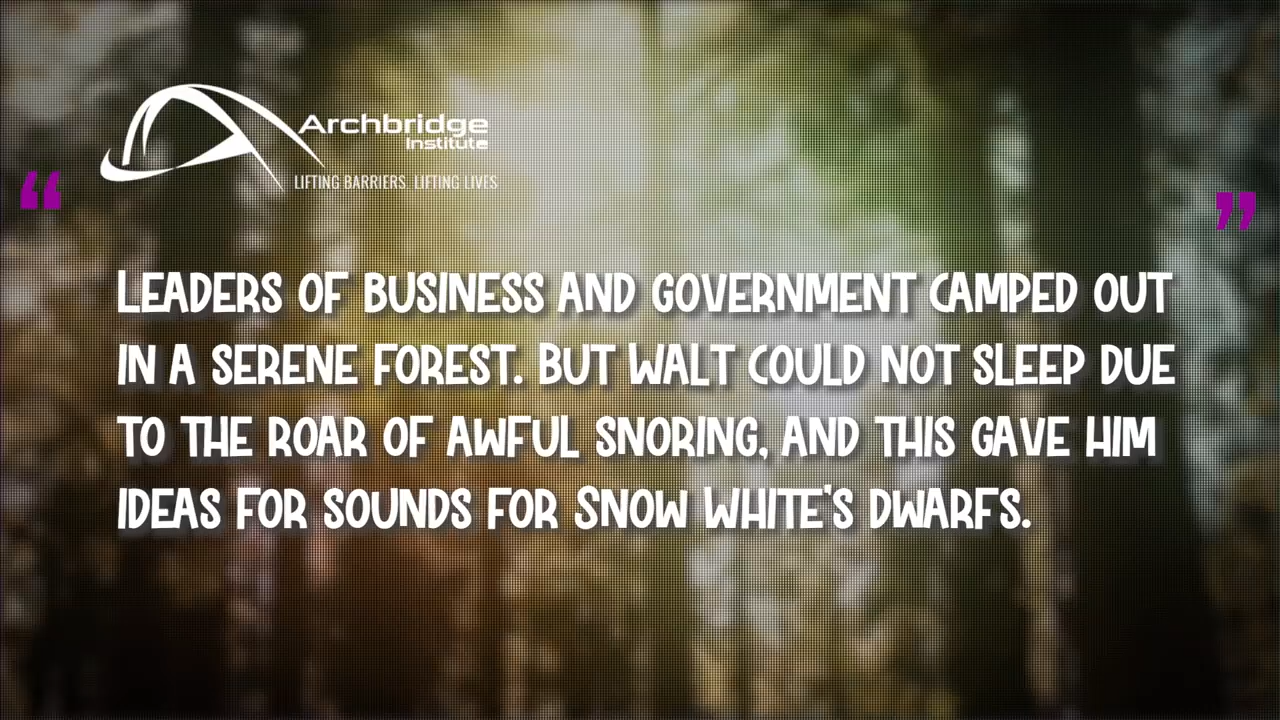 Archbridge
Institute
LIFTING BARRIERS. LIFTING LIVES
“ ”
LEADERS OF BUSINESS AND GOVERNMENT CAMPED OUT
IN A SERENE FOREST. BUT WALT COULD NOT SLEEP DUE
TO THE ROAR OF AWFUL SNORING, AND THIS GAVE HIM
IDEAS FOR SOUNDS FOR SNOW WHITE'S DWARFS.